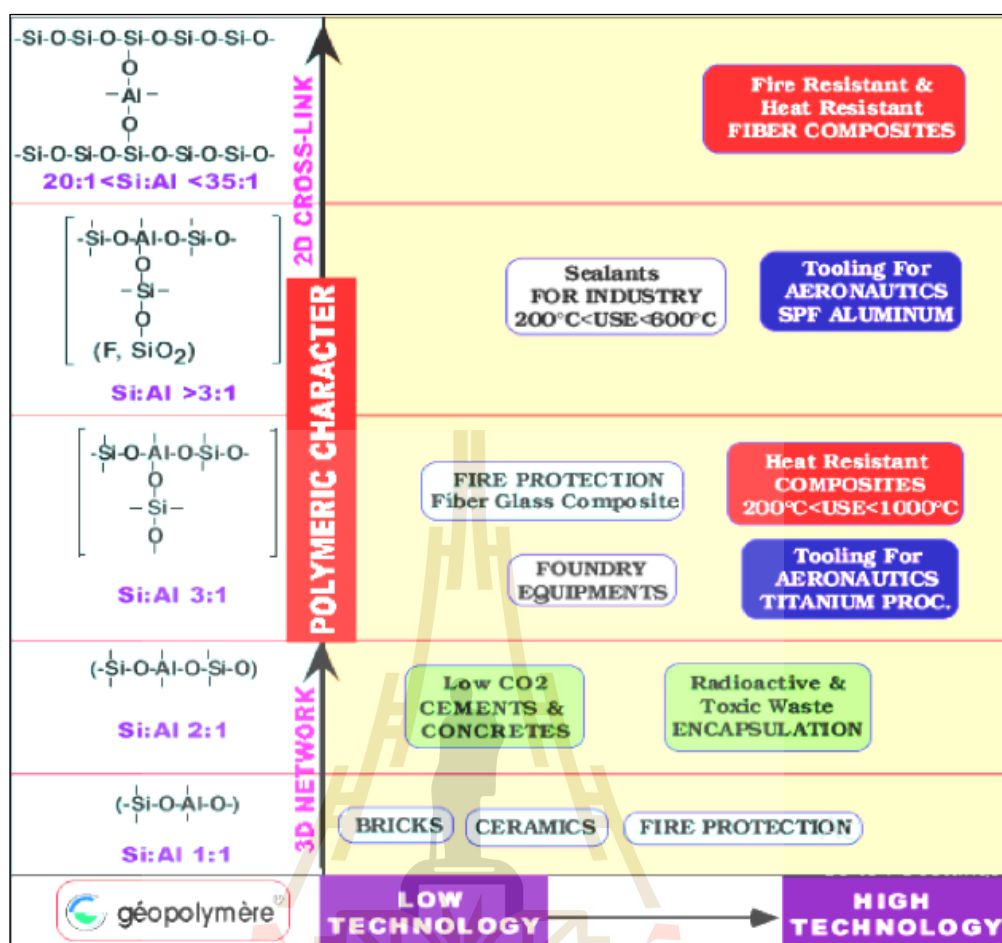 -Si-O-Si-O-Si-O-Si-O-Si-O-
O
-Al-
O
-Si-O-Si-O-Si-O-Si-O-Si-O-
20:1<Si:Al <35:1
2D CROSS-LINK
Fire Resistant &
Heat Resistant
FIBER COMPOSITES
-Si-O-Al-O-Si-O-
O
-Si-
O
(F, SiO₂)
Si:Al >3:1
Sealants
FOR INDUSTRY
200°C<USE<600°C
Tooling For
AERONAUTICS
SPF ALUMINUM
POLYMERIC CHARACTER
-Si-O-Al-O-Si-O-
O
-Si-
O
Si:Al 3:1
FIRE PROTECTION
Fiber Glass Composite
Heat Resistant
COMPOSITES
200°C<USE<1000°C
FOUNDRY
EQUIPMENTS
Tooling For
AERONAUTICS
TITANIUM PROC.
3D NETWORK
(-Si-O-Al-O-Si-O)
Si:Al 2:1
Low CO2
CEMENTS &
CONCRETES
Radioactive &
Toxic Waste
ENCAPSULATION
(-Si-O-Al-O-)
Si:Al 1:1
BRICKS
CERAMICS
FIRE PROTECTION
géopolymère®
LOW
TECHNOLOGY
HIGH
TECHNOLOGY